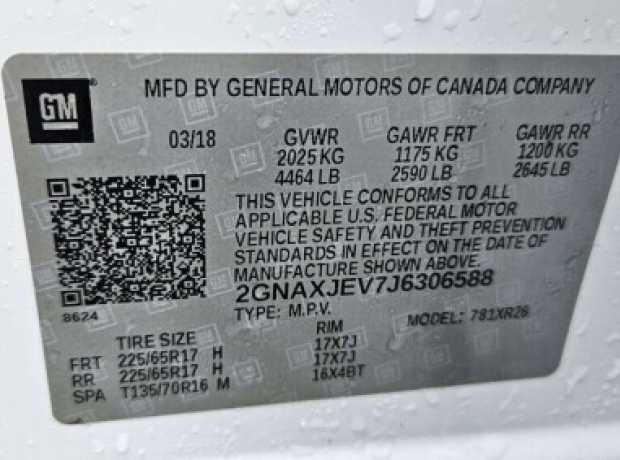 GM
MFD BY GENERAL MOTORS OF CANADA COMPANY
03/18 GVWR GAWR FRT GAWR RR
2025 KG 1175 KG 1200 KG
4464 LB 2590 LB 2645 LB
THIS VEHICLE CONFORMS TO ALL
APPLICABLE U.S. FEDERAL MOTOR
VEHICLE SAFETY AND THEFT PREVENTION
STANDARDS IN EFFECT ON THE DATE OF
MANUFACTURE SHOWN ABOVE.
2GNAXJEV7J6306588
8624
TYPE: M.P.V. MODEL: 781XR26
TIRE SIZE RIM
FRT 225/65R17 H 17X7J
RR 225/65R17 H 17X7J
SPA T135/70R16 M 16X4BT